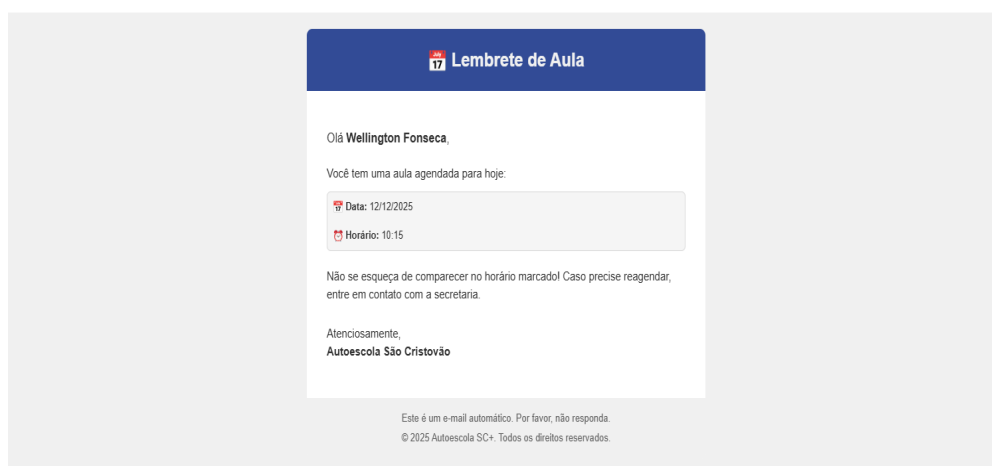 Lembrete de Aula
Olá Wellington Fonseca,
Você tem uma aula agendada para hoje:
Data: 12/12/2025
Horário: 10:15
Não se esqueça de comparecer no horário marcado! Caso precise reagendar,
entre em contato com a secretaria.
Atenciosamente,
Autoescola São Cristovão
Este é um e-mail automático. Por favor, não responda.
© 2025 Autoescola SC+. Todos os direitos reservados.